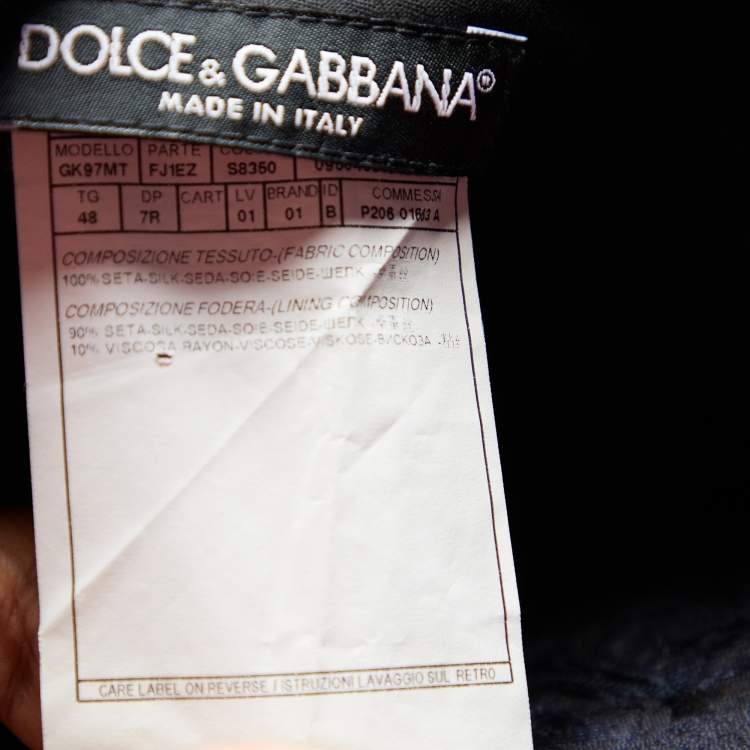 DOLCE & GABBANA®
MADE IN ITALY
MODELLO PARTE
GK97MT FJ1EZ S8350
TG DP CART LV BRAND ID COMMESSA
48 7R 01 01 B P206 01663 A
COMPOSIZIONE TESSUTO-(FABRIC COMPOSITION)
100% SETA-SILK-SEDA-SOIE-SEIDE-ШЕЛК
COMPOSIZIONE FODERA-(LINING COMPOSITION)
90% SETA-SILK-SEDA-SOIE-SEIDE-ШЕЛК
10% VISCOSA RAYON-VISCOSE-VISKOSE-ВИСКОЗА
CARE LABEL ON REVERSE / ISTRUZIONI LAVAGGIO SUL RETRO